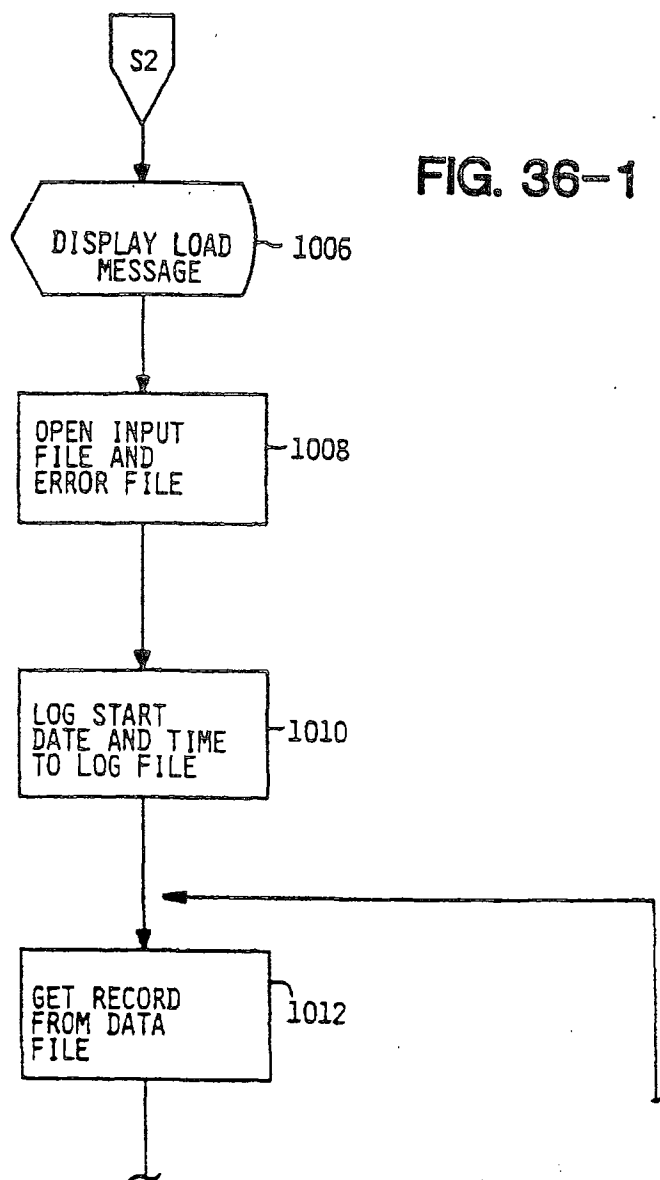 S2
FIG. 36-1
DISPLAY LOAD
MESSAGE
1006
OPEN INPUT
FILE AND
ERROR FILE
1008
LOG START
DATE AND TIME
TO LOG FILE
1010
GET RECORD
FROM DATA
FILE
1012